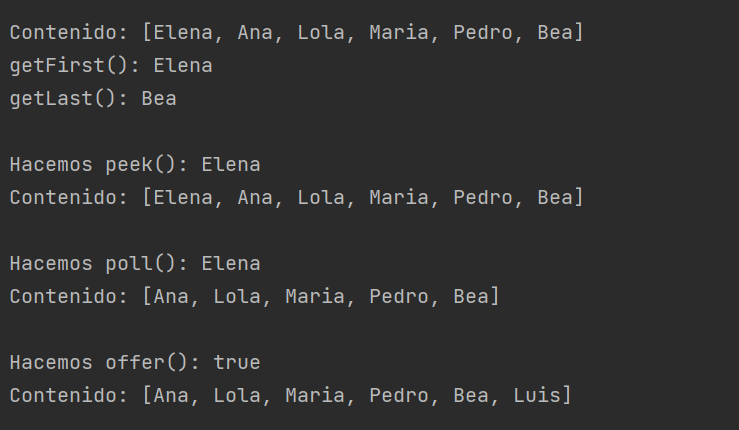 Contenido: [Elena, Ana, Lola, Maria, Pedro, Bea]
getFirst(): Elena
getLast(): Bea
Hacemos peek(): Elena
Contenido: [Elena, Ana, Lola, Maria, Pedro, Bea]
Hacemos poll(): Elena
Contenido: [Ana, Lola, Maria, Pedro, Bea]
Hacemos offer(): true
Contenido: [Ana, Lola, Maria, Pedro, Bea, Luis]